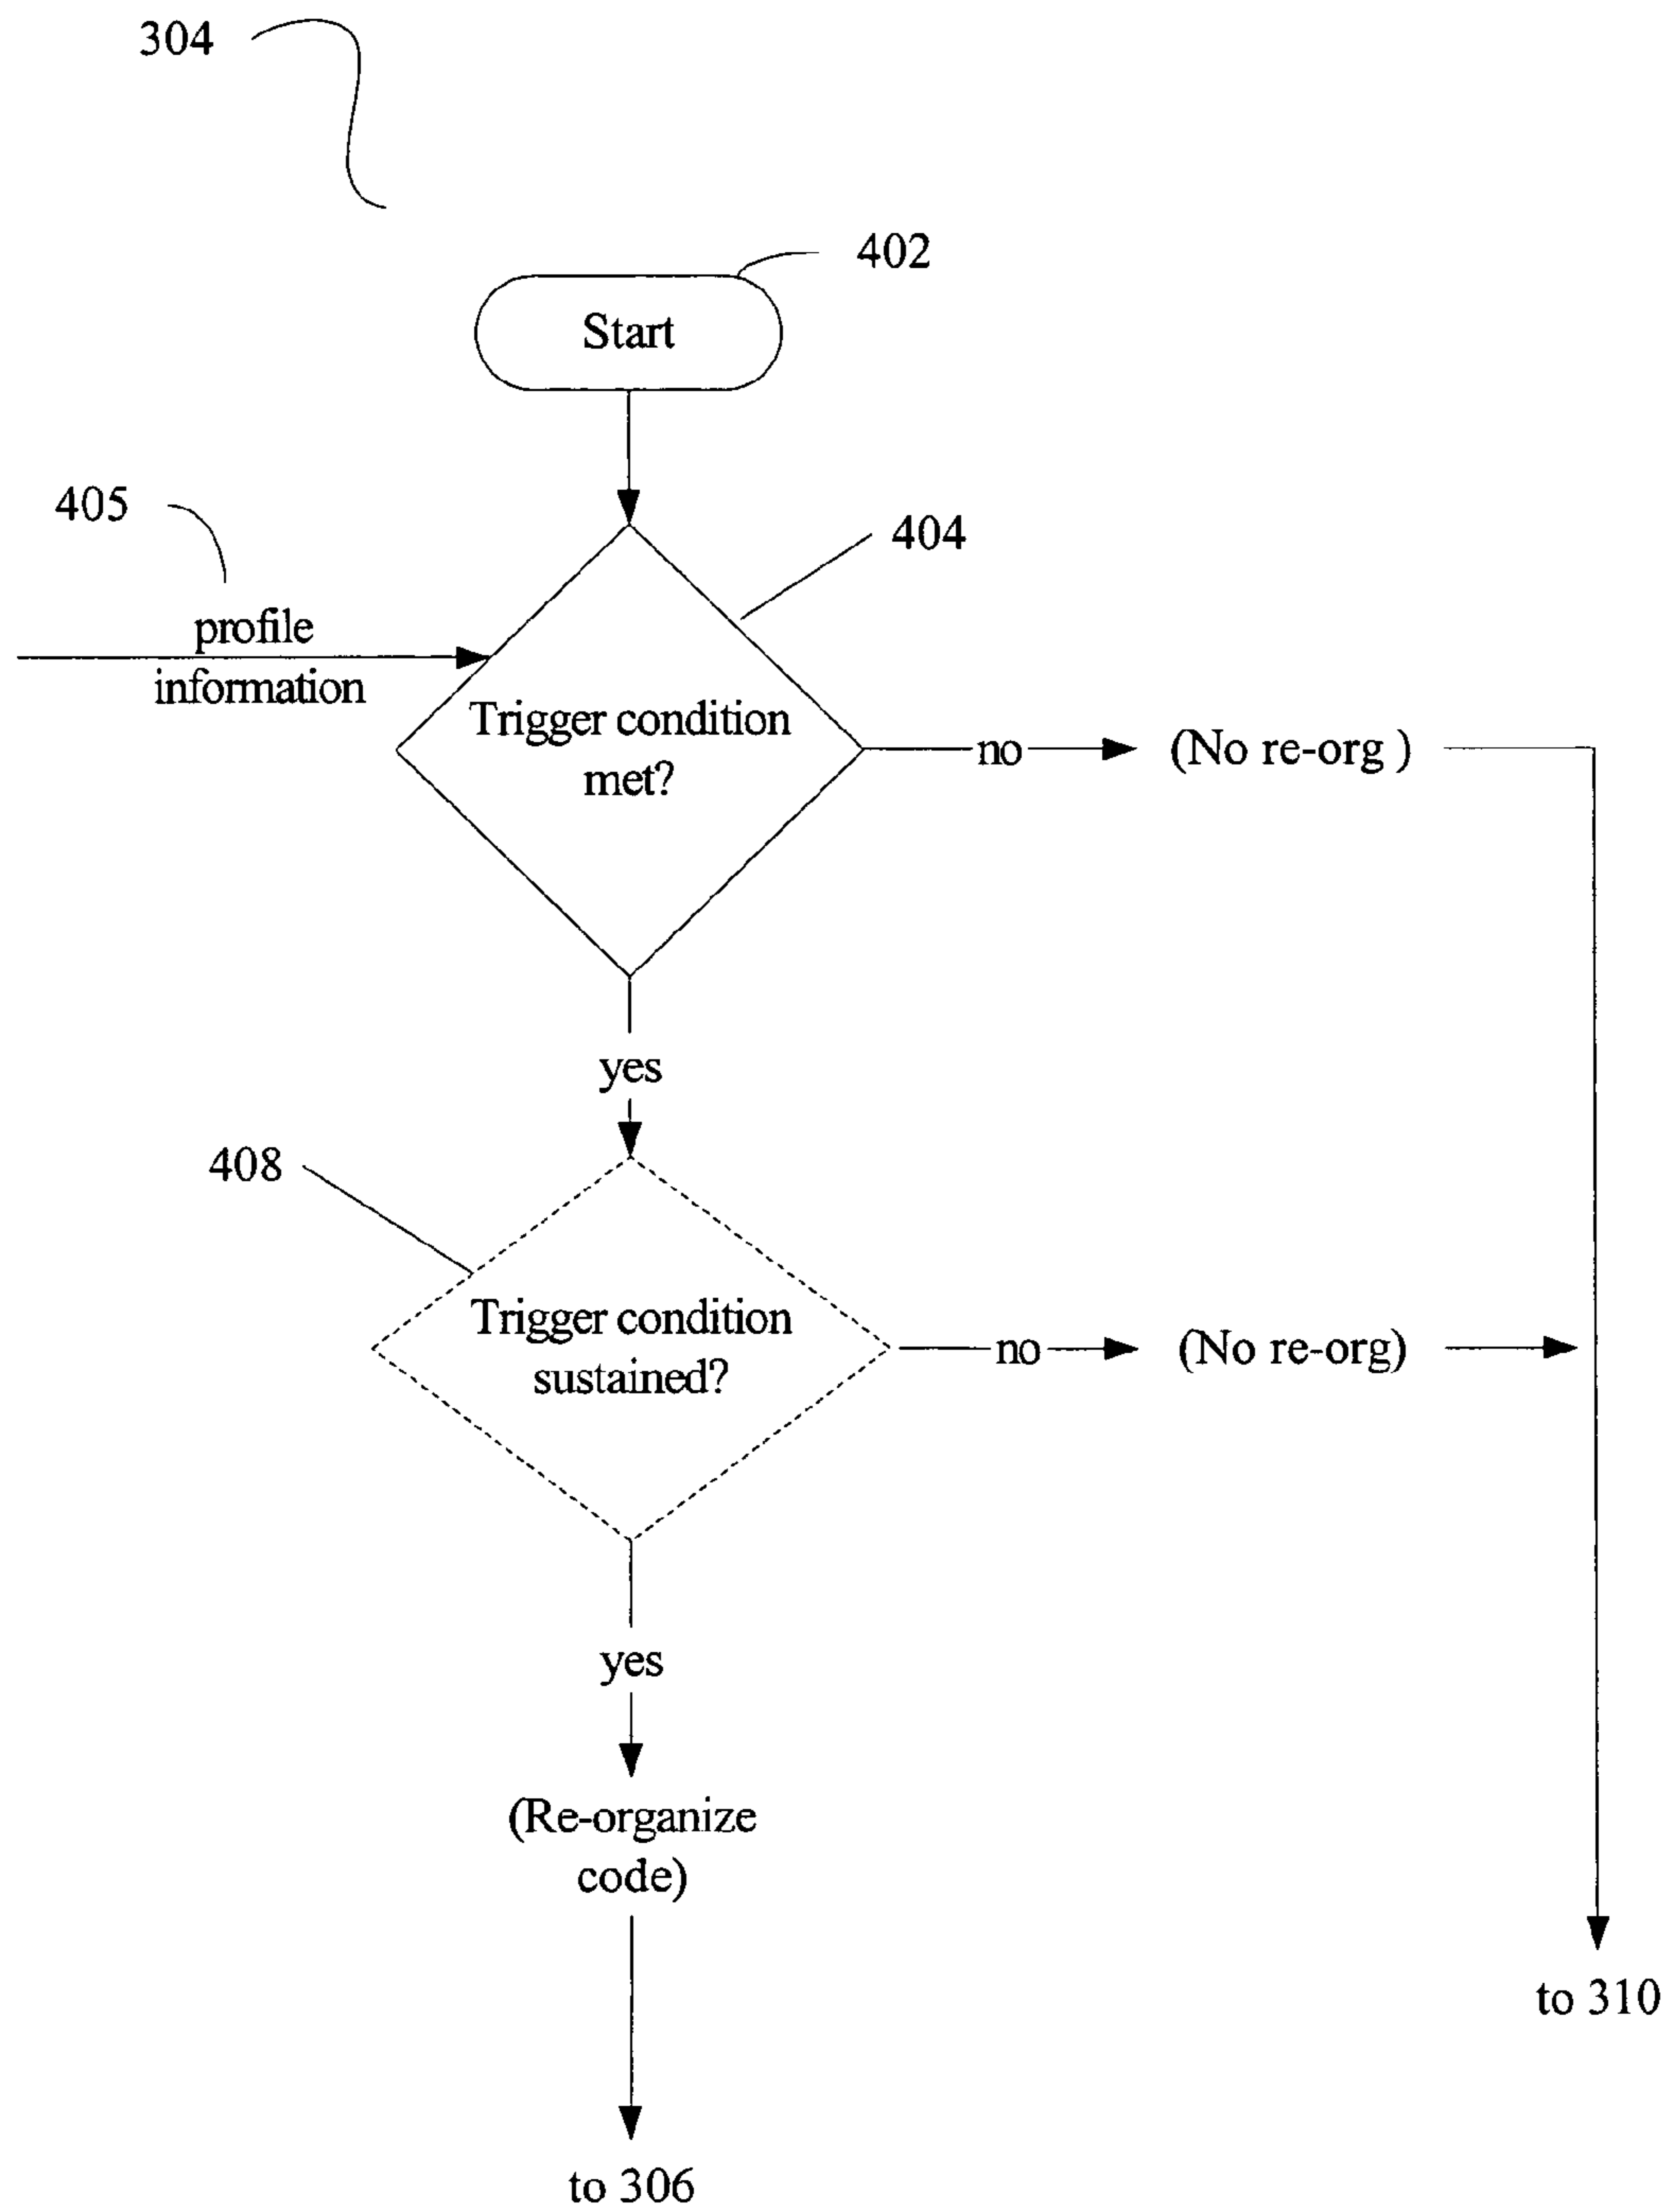 304
402
Start
405
404
profile
information
Trigger condition
met?
no
(No re-org )
yes
408
Trigger condition
sustained?
no
(No re-org)
yes
(Re-organize
code)
to 310
to 306